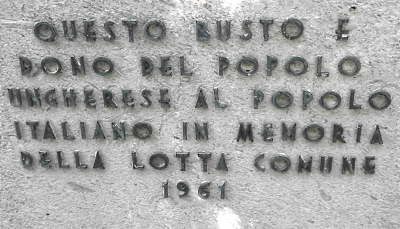 QUESTO BUSTO E
DONO DEL POPOLO
UNGHERESE AL POPOLO
ITALIANO IN MEMORIA
DELLA LOTTA COMUNE
1961